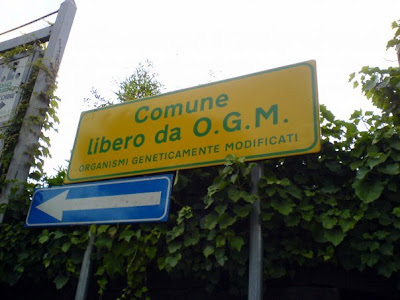 Comune
libero da O.G.M.
ORGANISMI GENETICAMENTE MODIFICATI